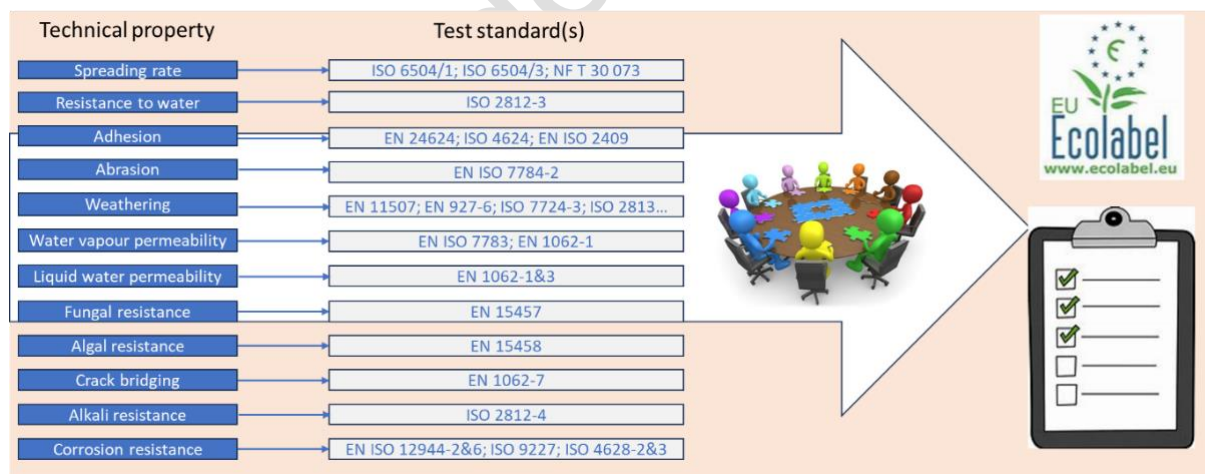 Technical property Test standard(s)
Spreading rate ISO 6504/1; ISO 6504/3; NF T 30 073
Resistance to water ISO 2812-3
Adhesion EN 24624; ISO 4624; EN ISO 2409
Abrasion EN ISO 7784-2
Weathering EN 11507; EN 927-6; ISO 7724-3; ISO 2813...
Water vapour permeability EN ISO 7783; EN 1062-1
Liquid water permeability EN 1062-1&3
Fungal resistance EN 15457
Algal resistance EN 15458
Crack bridging EN 1062-7
Alkali resistance ISO 2812-4
Corrosion resistance EN ISO 12944-2&6; ISO 9227; ISO 4628-2&3
EU
Ecolabel
www.ecolabel.eu